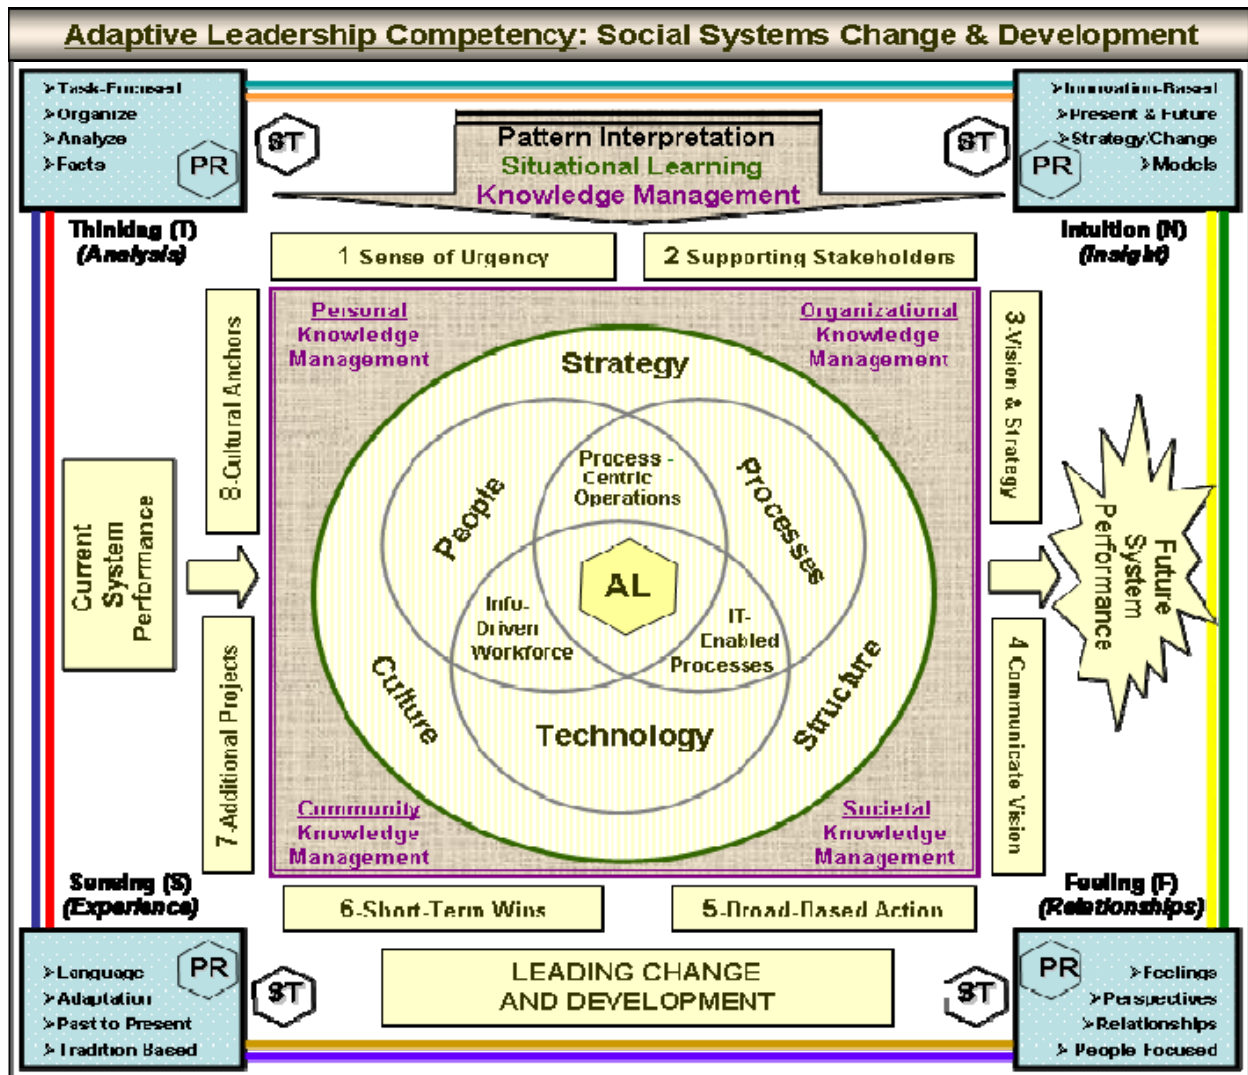 Adaptive Leadership Competency: Social Systems Change & Development
Task-Focused
Organize
Analyze
Facts
PR
ST
Pattern Interpretation
Situational Learning
Knowledge Management
ST
Innovation-Based
Present & Future
Strategy/Change
Models
PR
Thinking (T)
(Analysis)
Intuition (N)
(Insight)
1 Sense of Urgency
2 Supporting Stakeholders
8-Cultural Anchors
Personal
Knowledge
Management
Organizational
Knowledge
Management
3-Vision & Strategy
Strategy
People
Process -
Centric
Operations
Processes
Current
System
Performance
AL
Future
System
Performance
Info-
Driven
Workforce
IT-
Enabled
Processes
Culture
Technology
Structure
7-Additional Projects
4 Communicate Vision
Community
Knowledge
Management
Societal
Knowledge
Management
Sensing (S)
(Experience)
Feeling (F)
(Relationships)
6-Short-Term Wins
5-Broad-Based Action
Language
Adaptation
Past to Present
Tradition Based
PR
ST
LEADING CHANGE
AND DEVELOPMENT
ST
PR
Feelings
Perspectives
Relationships
People Focused